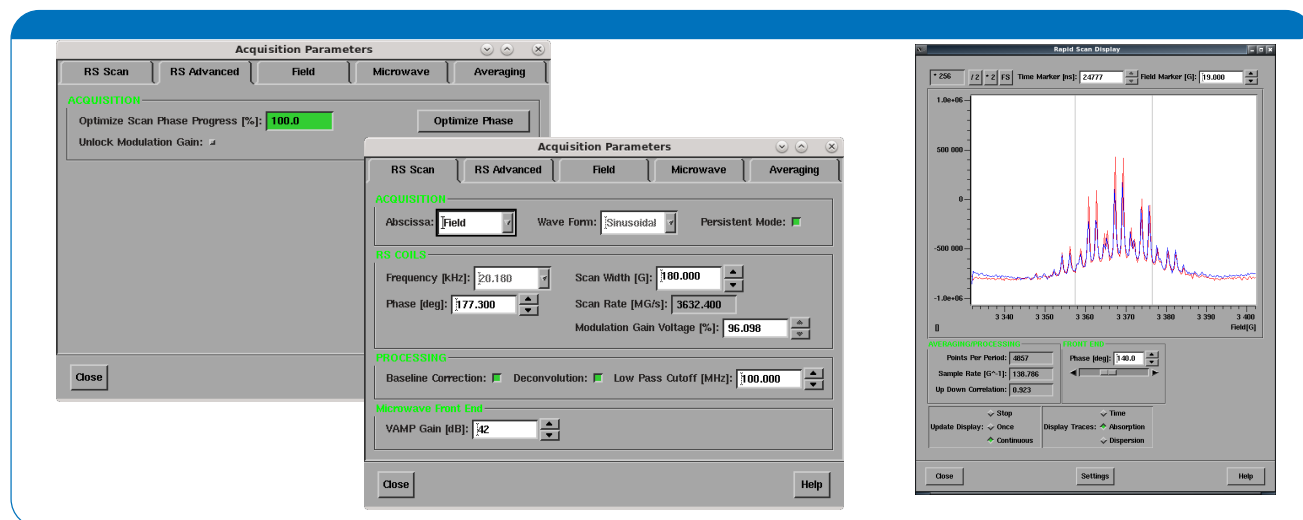 Acquisition Parameters
RS Scan RS Advanced Field Microwave Averaging
ACQUISITION
Optimize Scan Phase Progress [%]: 100.0 Optimize Phase
Unlock Modulation Gain:
Close
Acquisition Parameters
RS Scan RS Advanced Field Microwave Averaging
ACQUISITION
Abscissa: Field Wave Form: Sinusoidal Persistent Mode:
RS COILS
Frequency [kHz]: 20.180 Scan Width [G]: 180.000
Phase [deg]: 177.300 Scan Rate [MG/s]: 3632.400
Modulation Gain Voltage [%]: 96.098
PROCESSING
Baseline Correction: Deconvolution: Low Pass Cutoff [MHz]: 100.000
Microwave Front End
VAMP Gain [dB]: 42
Close Help
Rapid Scan Display
* 256 / 2 * 2 FS Time Marker [ns]: 24777 Field Marker [G]: 19.000
1.0e+06
500 000
0
-500 000
-1.0e+06
3 340 3 350 3 360 3 370 3 380 3 390 3 400
[] Field[G]
AVERAGING/PROCESSING FRONT END
Points Per Period: 4857 Phase [deg]: 140.0
Sample Rate [G^-1]: 138.786
Up Down Correlation: 0.923
Stop Time
Update Display: Once Display Traces: Absorption
Continuous Dispersion
Close Settings Help